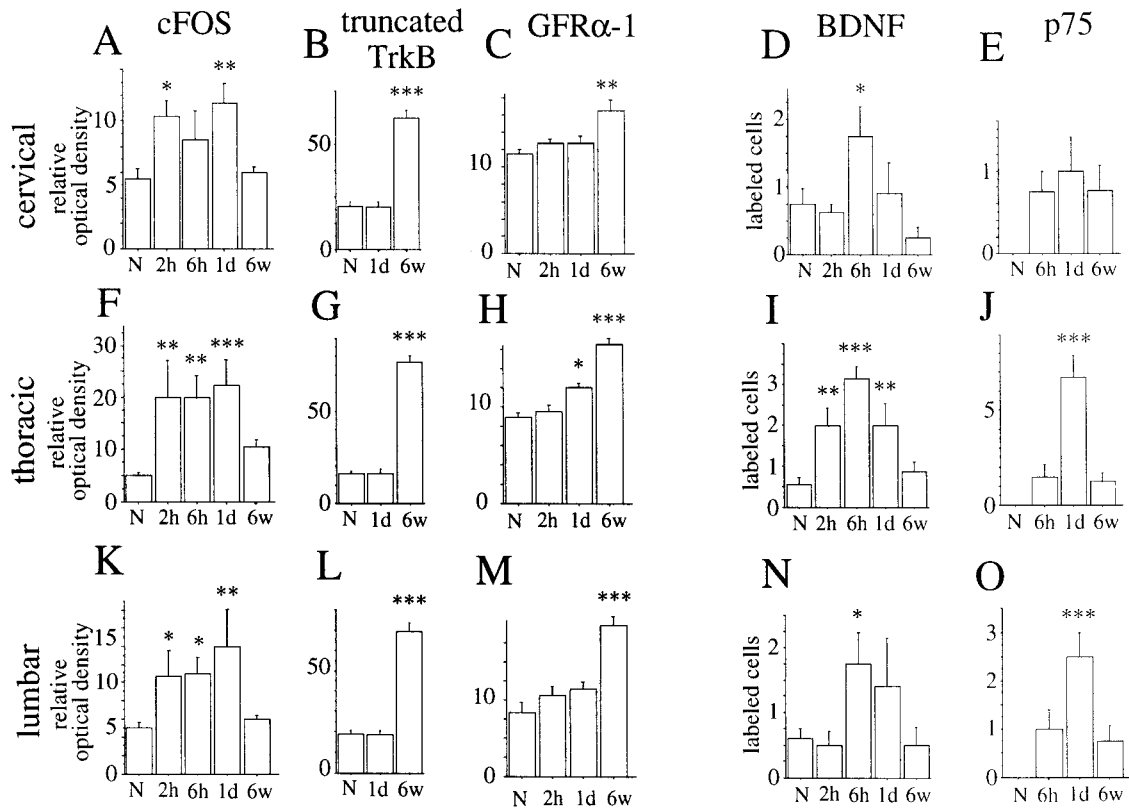 cFOS
truncated
TrkB
GFRα-1
BDNF
p75
A
B
C
D
E
cervical
relative
optical density
10
5
0
* **
N 2h 6h 1d 6w
50
0
***
N 1d 6w
10
0
**
N 2h 1d 6w
labeled cells
2
1
0
*
N 2h 6h 1d 6w
1
0
N 6h 1d 6w
F
G
H
I
J
thoracic
relative
optical density
30
25
20
15
10
5
0
** ** ***
N 2h 6h 1d 6w
50
0
***
N 1d 6w
10
0
* ***
N 2h 1d 6w
labeled cells
3
2
1
0
** *** **
N 2h 6h 1d 6w
5
0
***
N 6h 1d 6w
K
L
M
N
O
lumbar
relative
optical density
15
10
5
0
* * **
N 2h 6h 1d 6w
50
0
***
N 1d 6w
10
0
***
N 2h 1d 6w
labeled cells
2
1
0
*
N 2h 6h 1d 6w
3
2
1
0
***
N 6h 1d 6w